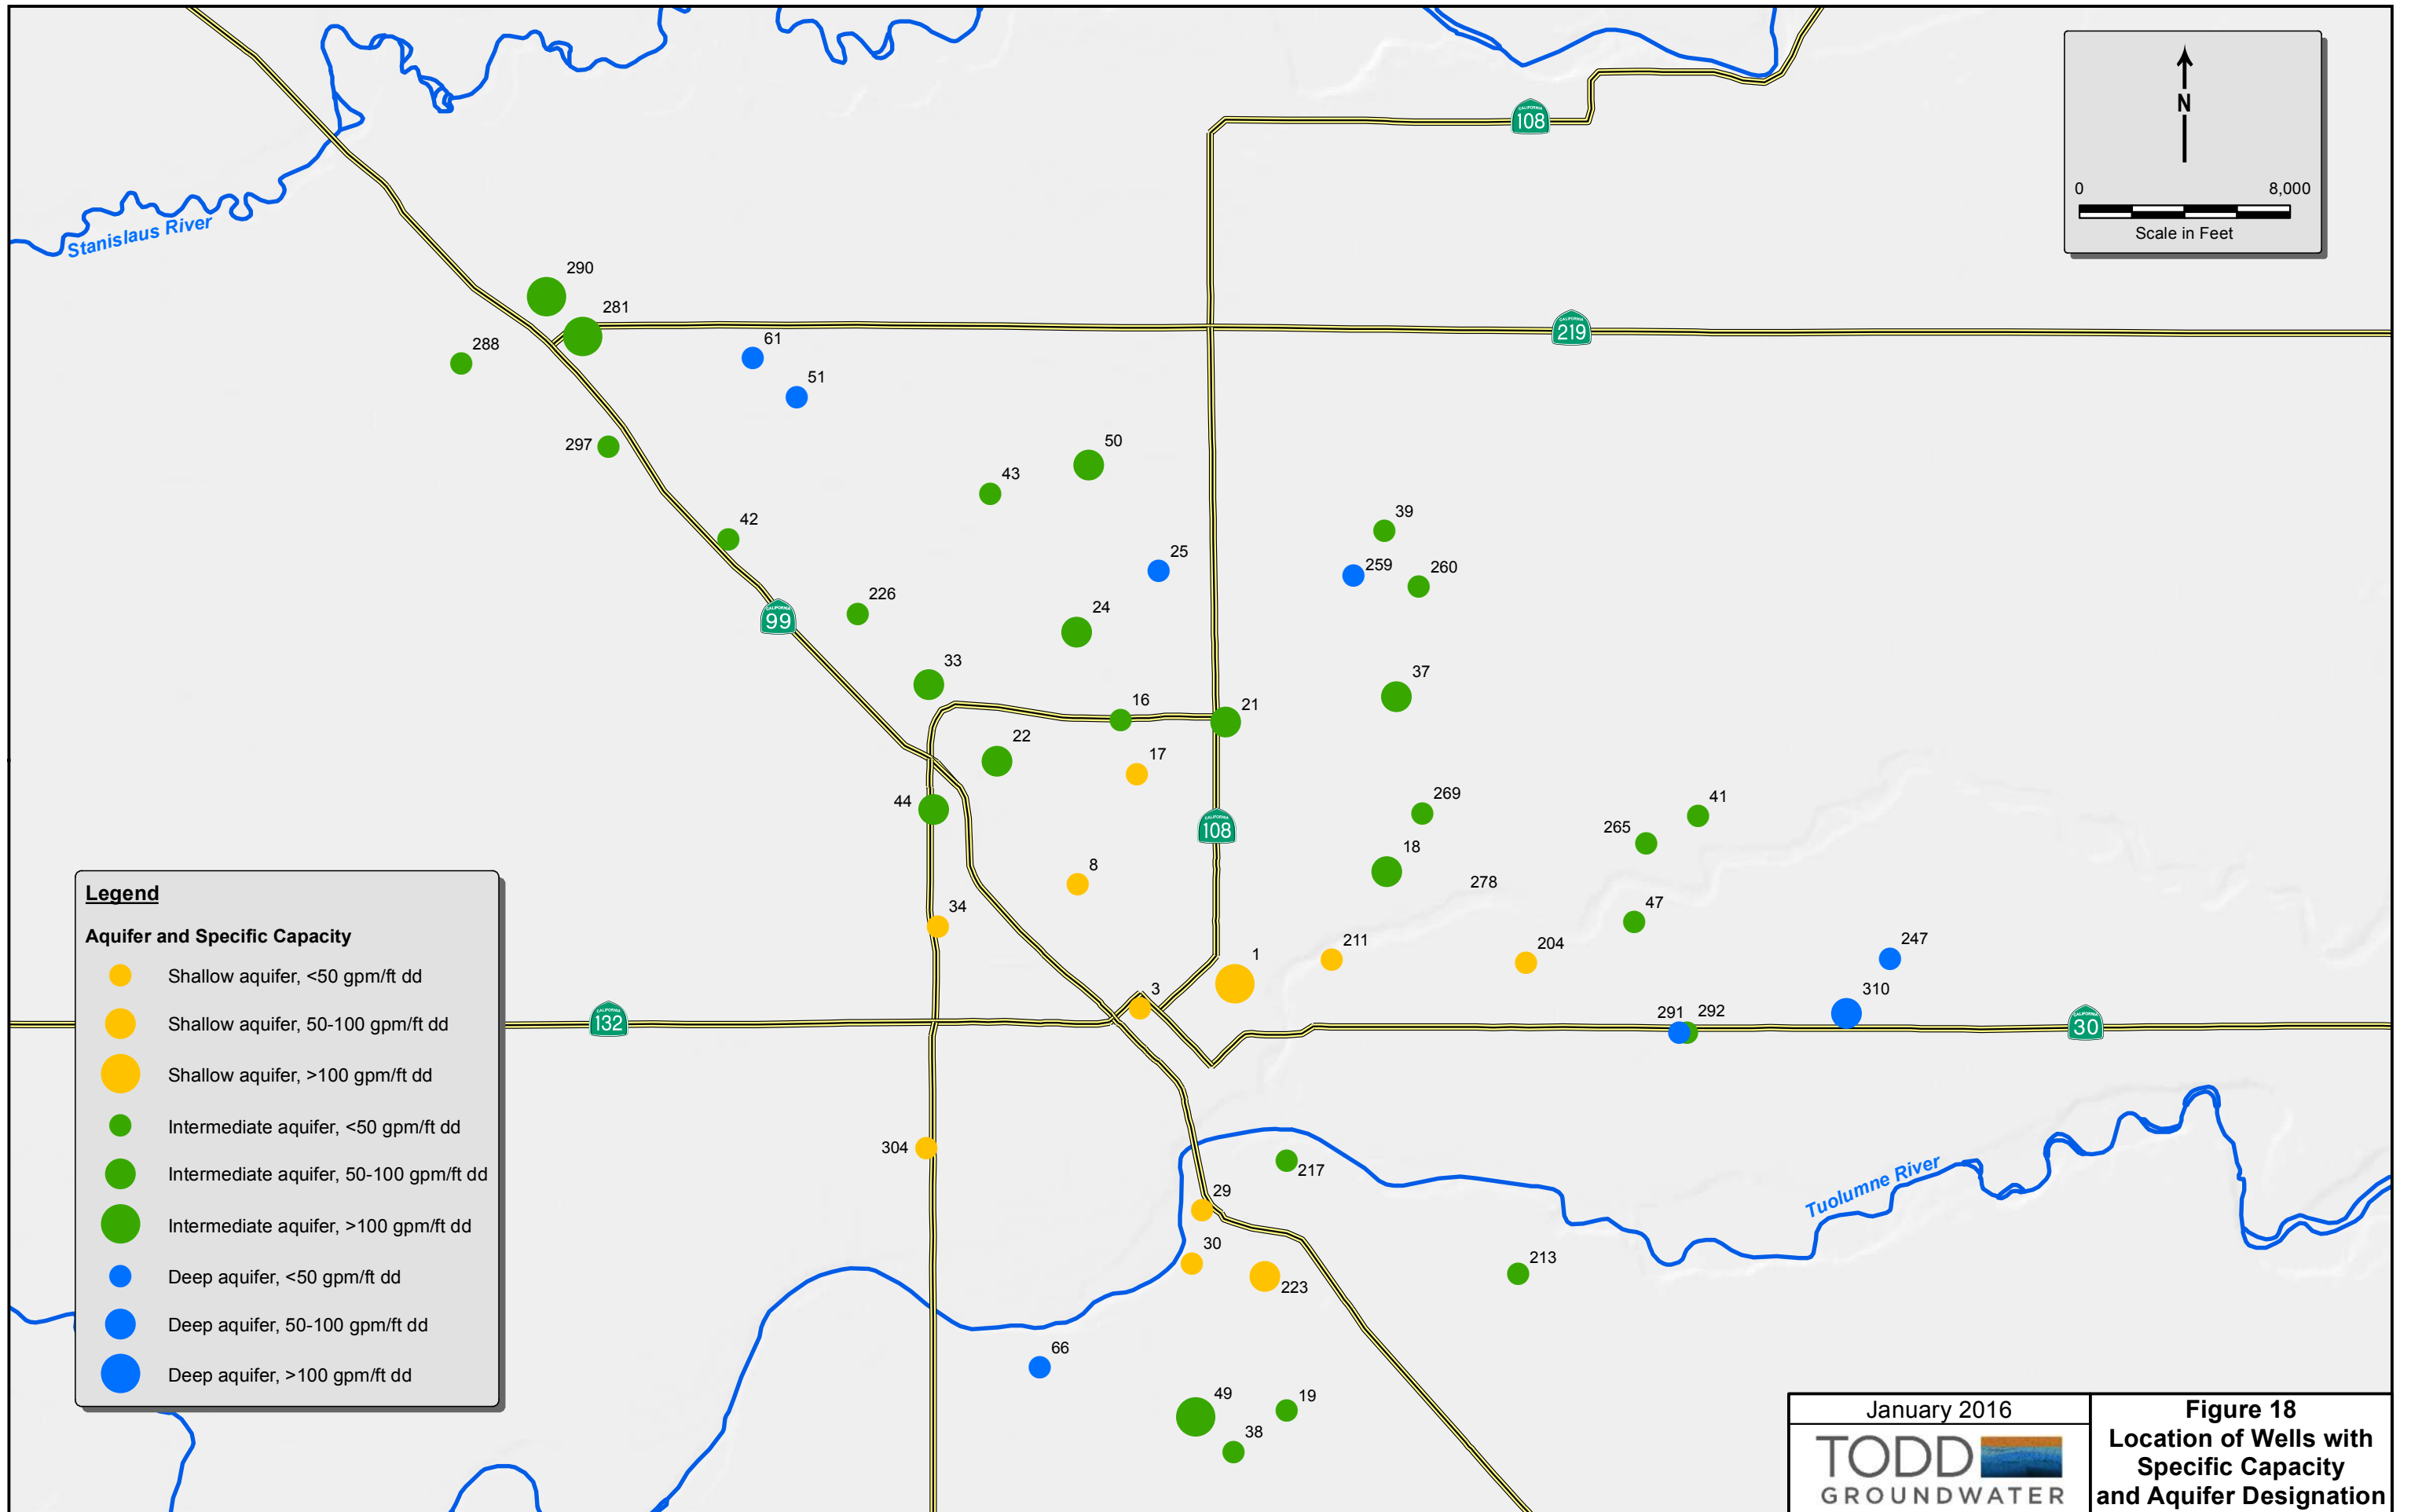 CALIFORNIA
108
N
0 8,000
Scale in Feet
Stanislaus River
290
281
CALIFORNIA
219
288
61
51
297
50
43
39
42
25
259
260
226
24
CALIFORNIA
99
33
37
16
21
22
17
44
269
41
CALIFORNIA
108
265
18
8
278
34
47
211
204
247
1
3
310
291
292
CALIFORNIA
132
CALIFORNIA
30
304
217
29
Tuolumne River
30
223
213
66
49
19
38
Legend
Aquifer and Specific Capacity
Shallow aquifer, <50 gpm/ft dd
Shallow aquifer, 50-100 gpm/ft dd
Shallow aquifer, >100 gpm/ft dd
Intermediate aquifer, <50 gpm/ft dd
Intermediate aquifer, 50-100 gpm/ft dd
Intermediate aquifer, >100 gpm/ft dd
Deep aquifer, <50 gpm/ft dd
Deep aquifer, 50-100 gpm/ft dd
Deep aquifer, >100 gpm/ft dd
January 2016
TODD
GROUNDWATER
Figure 18
Location of Wells with
Specific Capacity
and Aquifer Designation